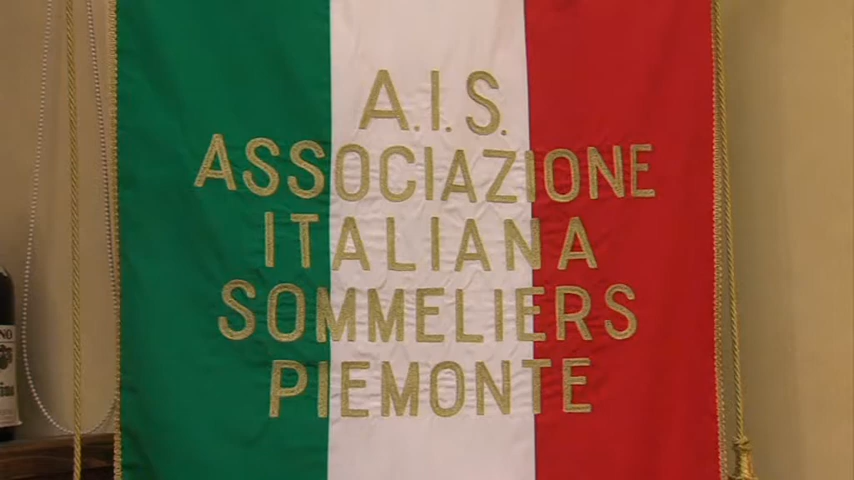 A.I.S.
ASSOCIAZIONE
ITALIANA
SOMMELIERS
PIEMONTE